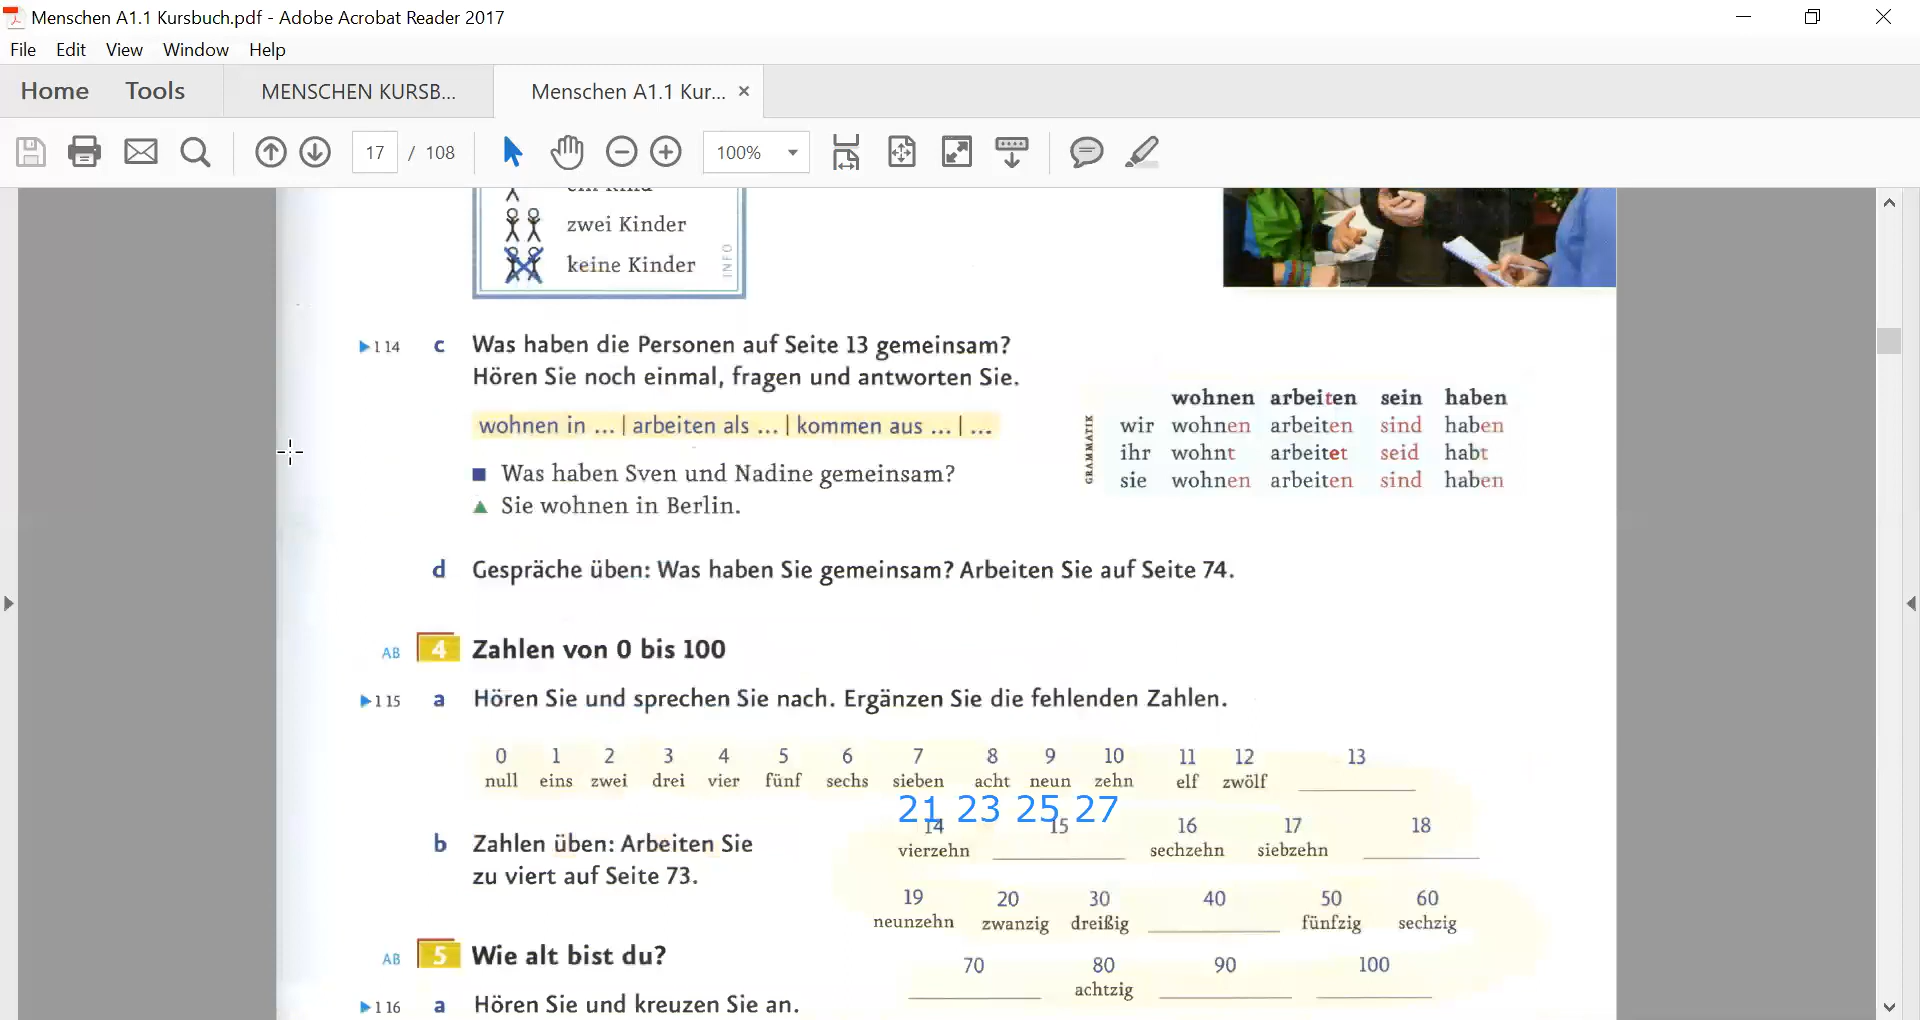 Menschen A1.1 Kursbuch.pdf - Adobe Acrobat Reader 2017
File Edit View Window Help
Home Tools MENSCHEN KURSB... Menschen A1.1 Kur... ×
17 / 108 100%
ein Kind
zwei Kinder
keine Kinder
INFO
▶1 14 c Was haben die Personen auf Seite 13 gemeinsam?
Hören Sie noch einmal, fragen und antworten Sie.
wohnen in ... | arbeiten als ... | kommen aus ... | ...
■ Was haben Sven und Nadine gemeinsam?
▲ Sie wohnen in Berlin.
GRAMMATIK
wohnen arbeiten sein haben
wir wohnen arbeiten sind haben
ihr wohnt arbeitet seid habt
sie wohnen arbeiten sind haben
d Gespräche üben: Was haben Sie gemeinsam? Arbeiten Sie auf Seite 74.
AB 4 Zahlen von 0 bis 100
▶1 15 a Hören Sie und sprechen Sie nach. Ergänzen Sie die fehlenden Zahlen.
0 1 2 3 4 5 6 7 8 9 10 11 12 13
null eins zwei drei vier fünf sechs sieben acht neun zehn elf zwölf
21 23 25 27
14 15 16 17 18
vierzehn sechzehn siebzehn
b Zahlen üben: Arbeiten Sie
zu viert auf Seite 73.
19 20 30 40 50 60
neunzehn zwanzig dreißig fünfzig sechzig
70 80 90 100
achtzig
AB 5 Wie alt bist du?
▶1 16 a Hören Sie und kreuzen Sie an.